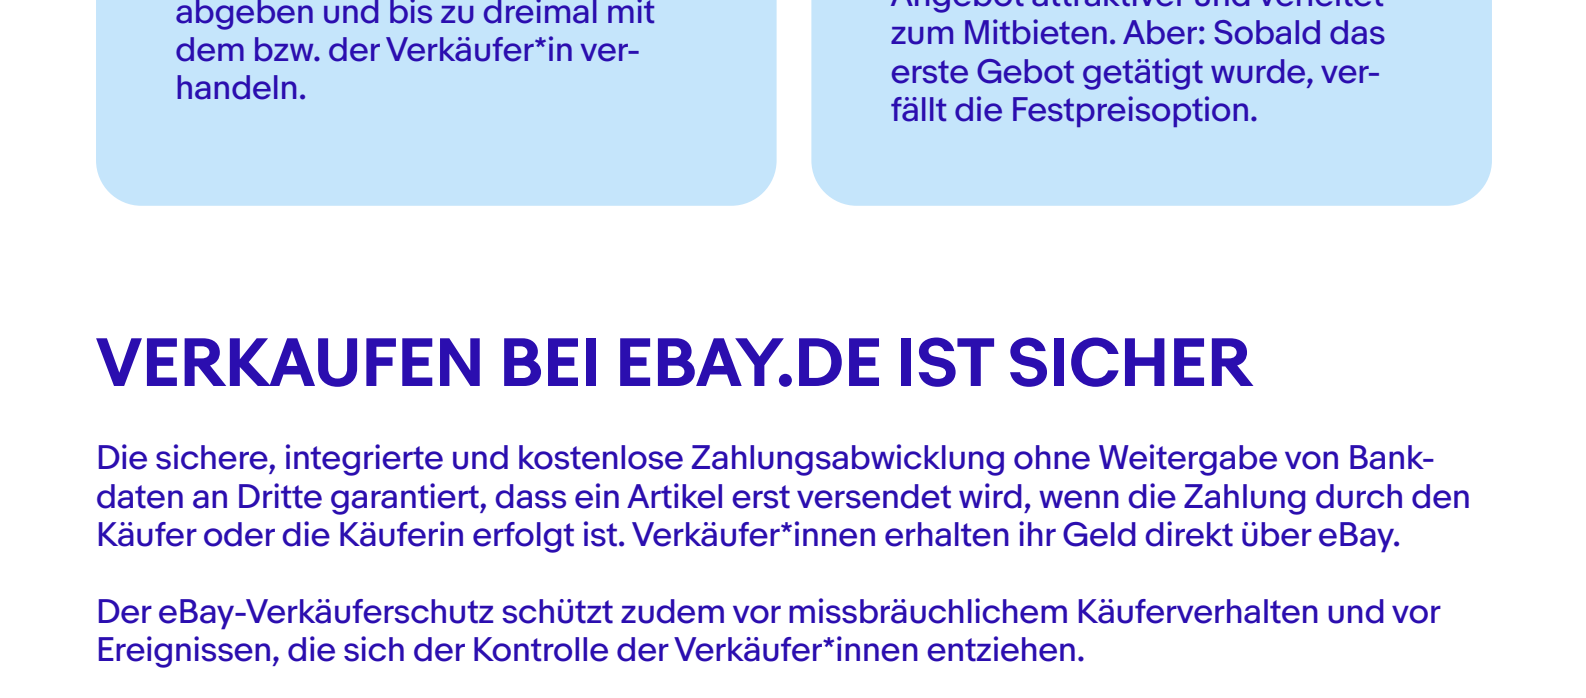 abgeben und bis zu dreimal mit
dem bzw. der Verkäufer*in ver-
handeln.
Angebot attraktiver und verleitet
zum Mitbieten. Aber: Sobald das
erste Gebot getätigt wurde, ver-
fällt die Festpreisoption.
VERKAUFEN BEI EBAY.DE IST SICHER
Die sichere, integrierte und kostenlose Zahlungsabwicklung ohne Weitergabe von Bank-
daten an Dritte garantiert, dass ein Artikel erst versendet wird, wenn die Zahlung durch den
Käufer oder die Käuferin erfolgt ist. Verkäufer*innen erhalten ihr Geld direkt über eBay.
Der eBay-Verkäuferschutz schützt zudem vor missbräuchlichem Käuferverhalten und vor
Ereignissen, die sich der Kontrolle der Verkäufer*innen entziehen.